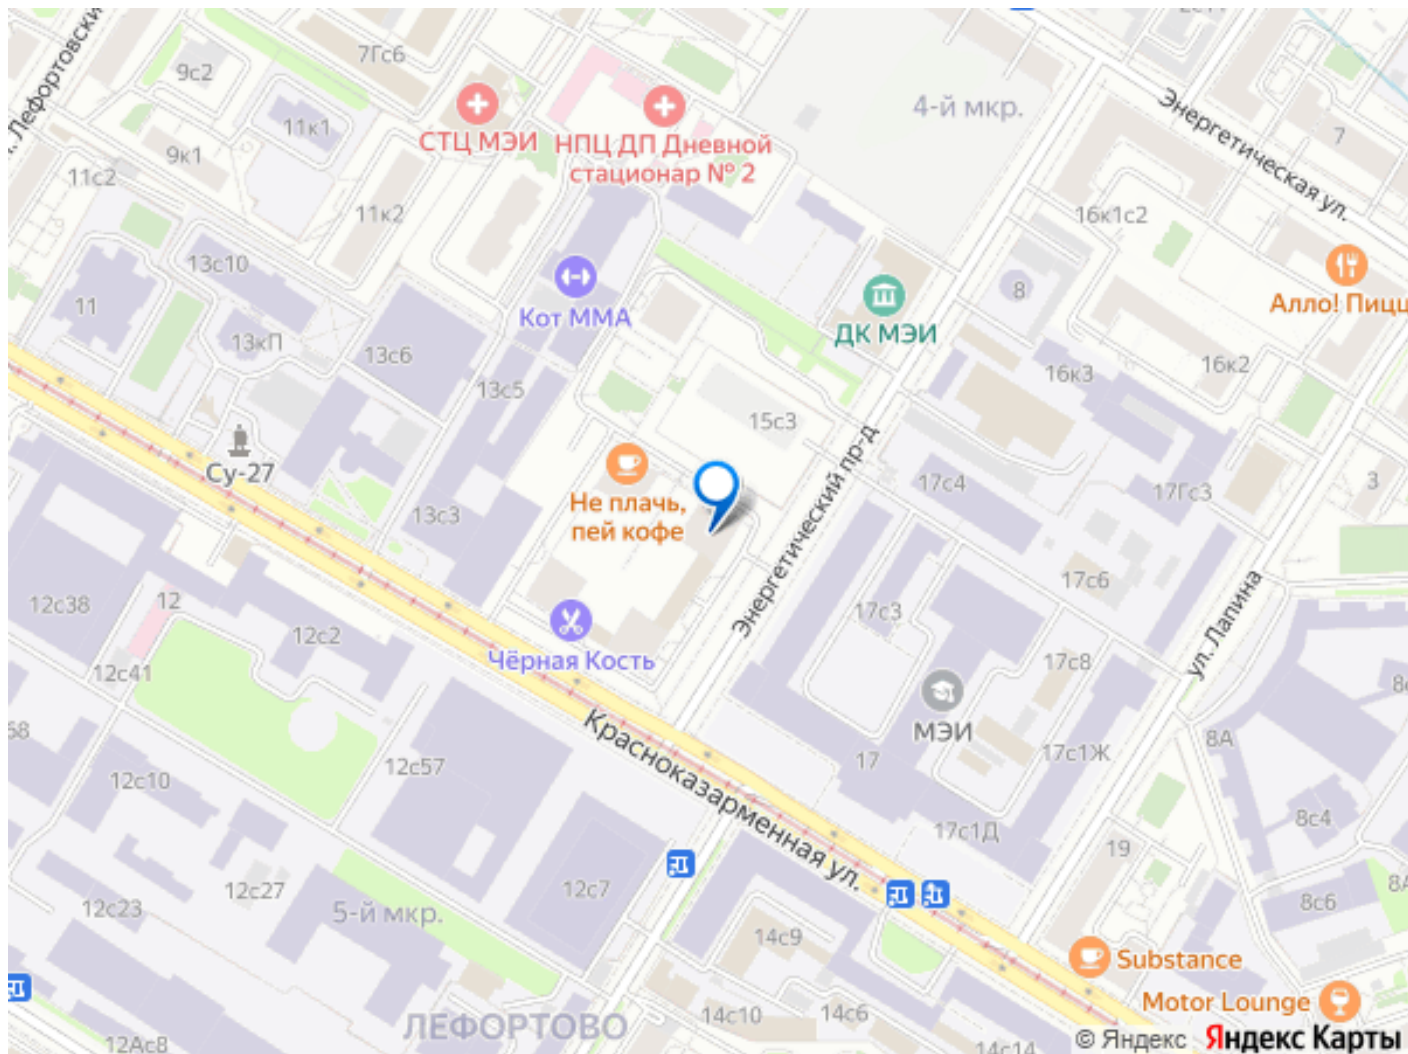 Лефортовский
9с2
7Гс6
11к1
СТЦ МЭИ
НПЦ ДП Дневной
стационар № 2
4-й мкр.
Энергетическая ул.
7
9к1
11с2
11к2
16к1с2
13с10
11
13кП
13с6
Кот ММА
ДК МЭИ
8
Алло! Пицц
16к3
16к2
13с5
15с3
Су-27
13с3
Не плачь,
пей кофе
Энергетический пр-д
17с4
17Гс3
3
17с6
ул. Лапина
12с38
12
12с2
12с41
Чёрная Кость
17с3
17с8
МЭИ
17
17с1Ж
17с1Д
8А
8с4
8с6
19
68
12с10
12с57
Красноказарменная ул.
12с27
12с23
5-й мкр.
12с7
14с9
Substance
Motor Lounge
ЛЕФОРТОВО
14с10
14с6
14с14
12Ас8
© Яндекс Яндекс Карты